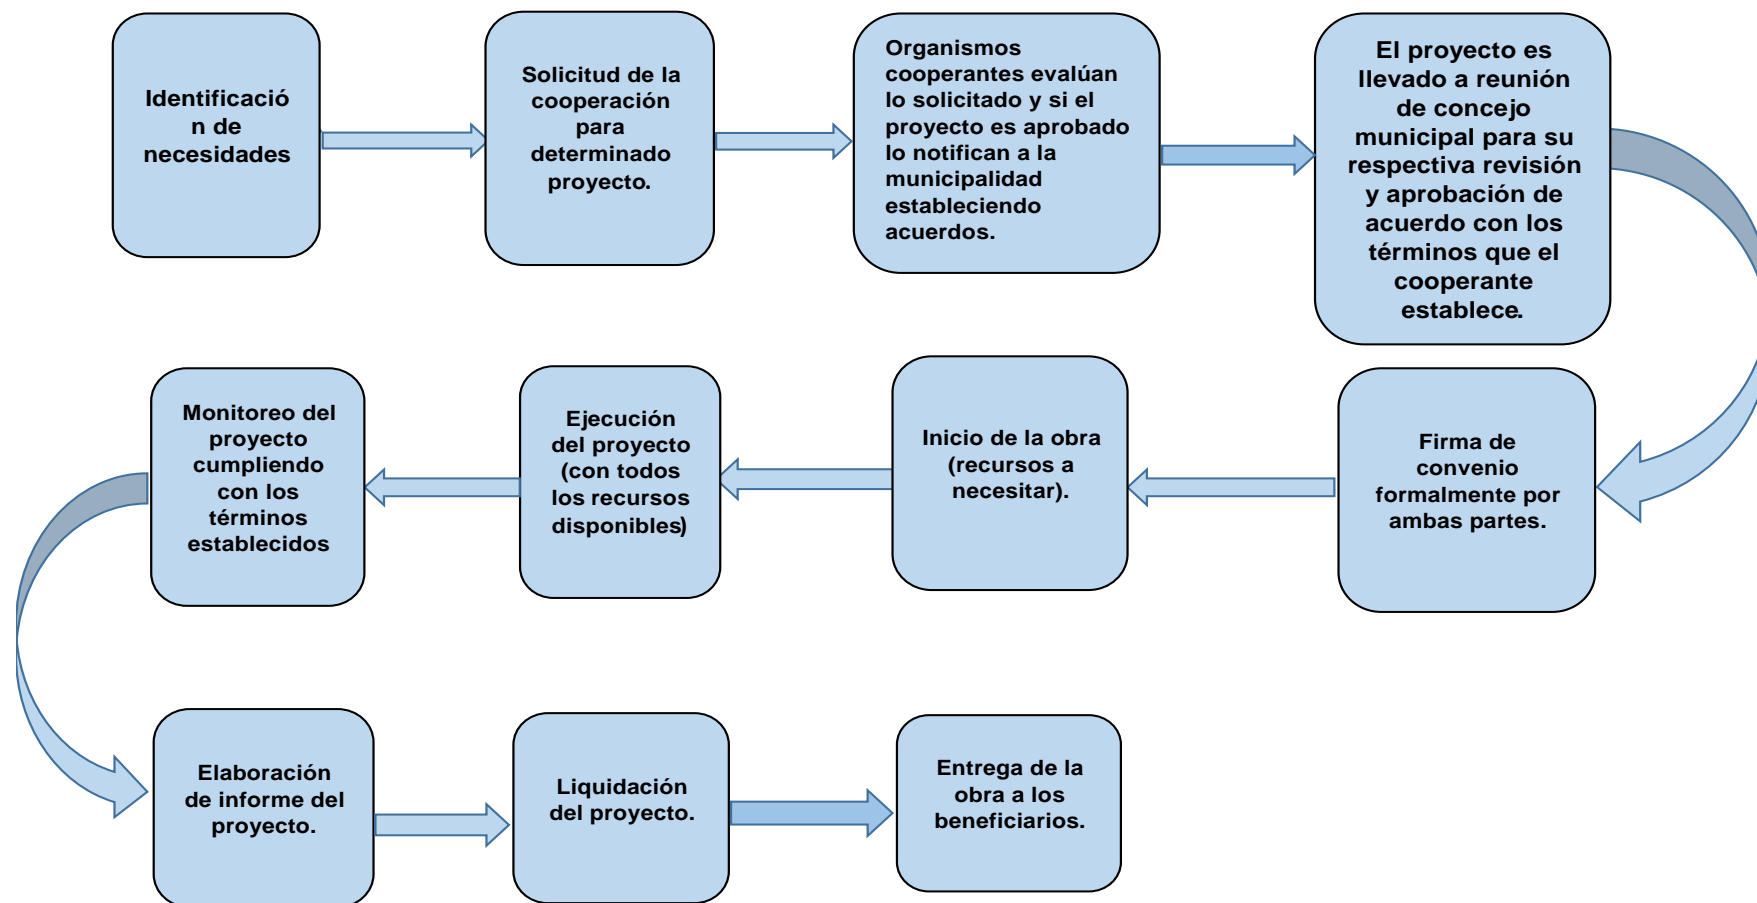 Identificació
n de
necesidades
Solicitud de la
cooperación
para
determinado
proyecto.
Organismos
cooperantes evalúan
lo solicitado y si el
proyecto es aprobado
lo notifican a la
municipalidad
estableciendo
acuerdos.
El proyecto es
llevado a reunión
de concejo
municipal para su
respectiva revisión
y aprobación de
acuerdo con los
términos que el
cooperante
establece.
Firma de
convenio
formalmente por
ambas partes.
Inicio de la obra
(recursos a
necesitar).
Ejecución
del proyecto
(con todos
los recursos
disponibles)
Monitoreo del
proyecto
cumpliendo
con los
términos
establecidos
Elaboración
de informe del
proyecto.
Liquidación
del proyecto.
Entrega de la
obra a los
beneficiarios.